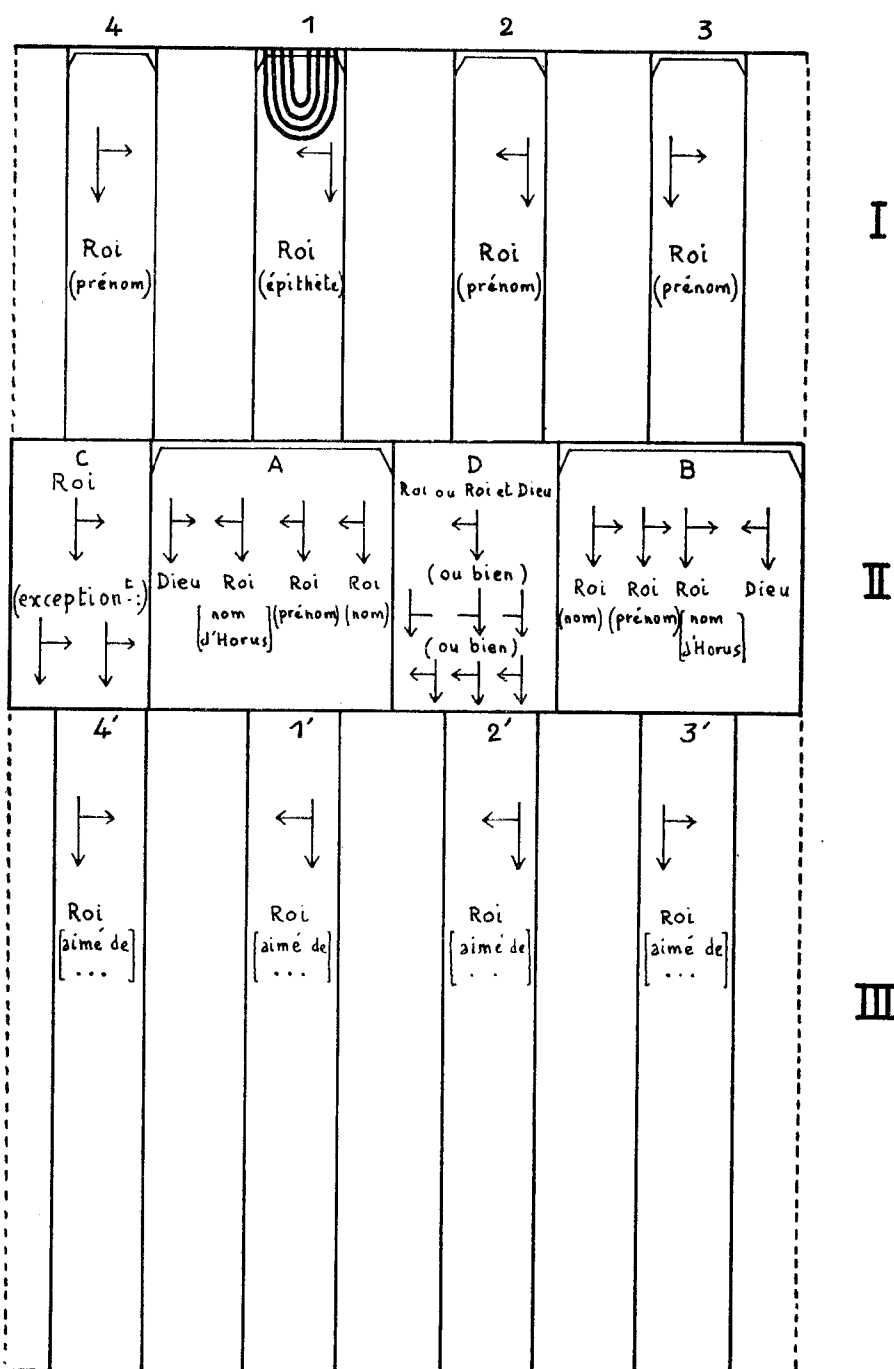 4 1 2 3
I
Roi
(prénom)
Roi
(épithète)
Roi
(prénom)
Roi
(prénom)
C
Roi
(exceptionᵗ:)
A
Dieu Roi Roi Roi
[nom d'Horus] (prénom) (nom)
D
Roi ou Roi et Dieu
(ou bien)
(ou bien)
B
Roi Roi Roi Dieu
(nom) (prénom) [nom d'Horus]
II
4' 1' 2' 3'
Roi
[aimé de
...]
Roi
[aimé de
...]
Roi
[aimé de
. .]
Roi
[aimé de
...]
III